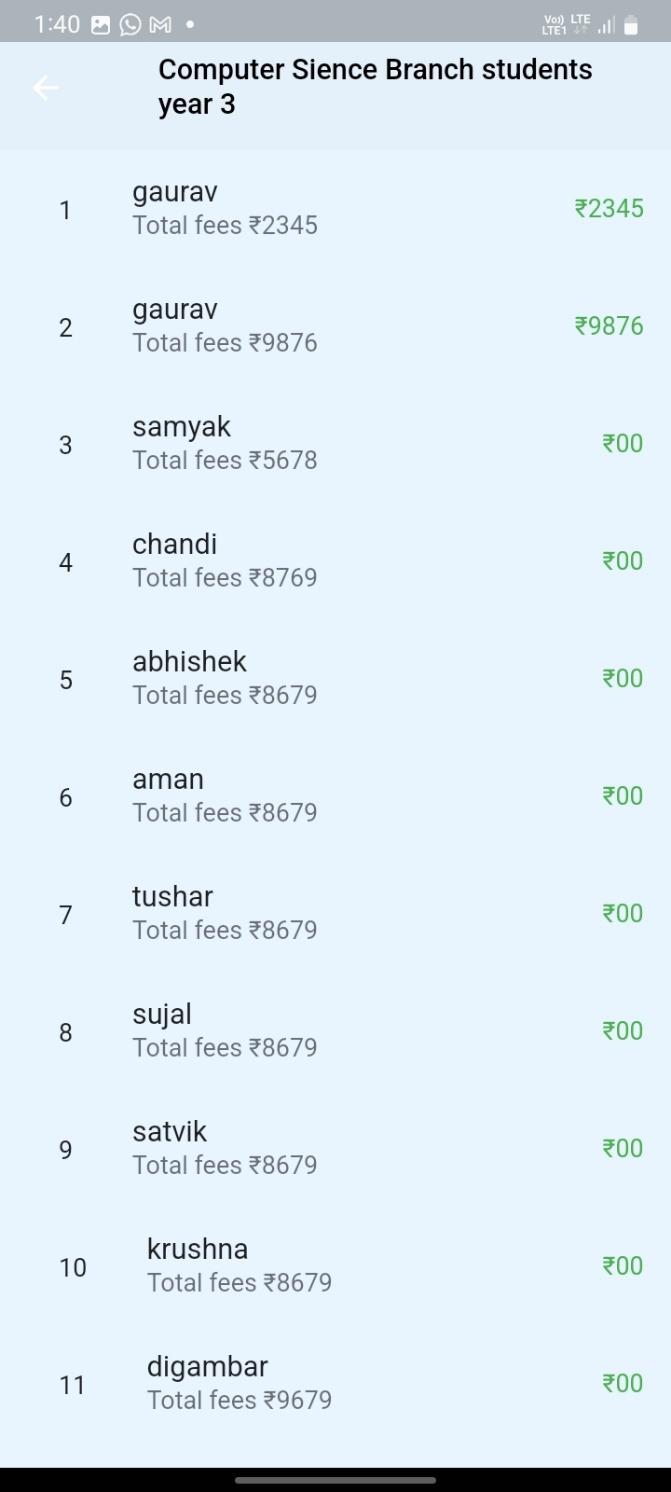 1:40
Vo)) LTE
LTE1
Computer Sience Branch students
year 3
1
gaurav
Total fees ₹2345
₹2345
2
gaurav
Total fees ₹9876
₹9876
3
samyak
Total fees ₹5678
₹00
4
chandi
Total fees ₹8769
₹00
5
abhishek
Total fees ₹8679
₹00
6
aman
Total fees ₹8679
₹00
7
tushar
Total fees ₹8679
₹00
8
sujal
Total fees ₹8679
₹00
9
satvik
Total fees ₹8679
₹00
10
krushna
Total fees ₹8679
₹00
11
digambar
Total fees ₹9679
₹00